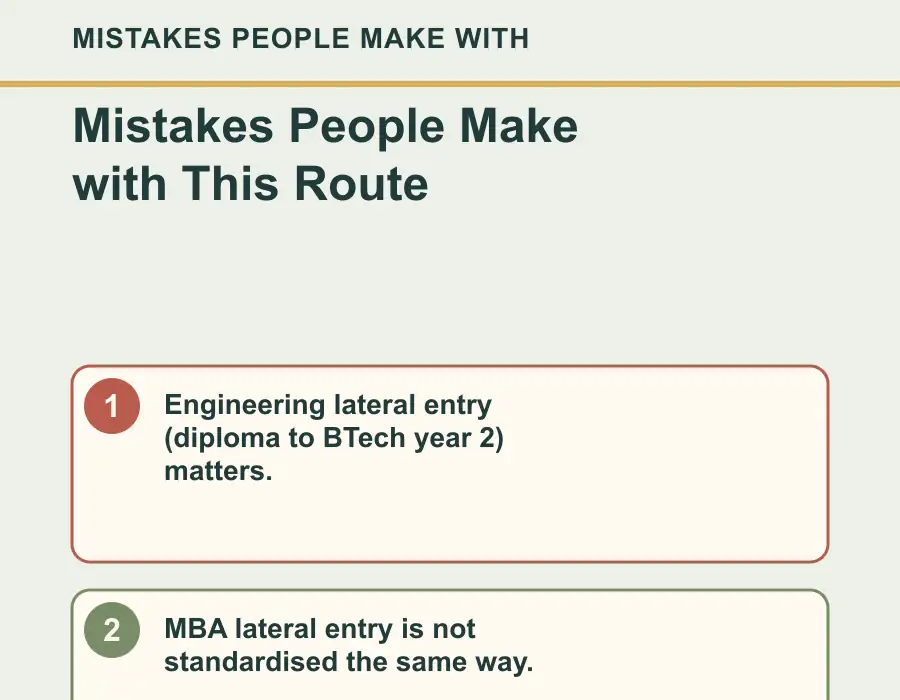 MISTAKES PEOPLE MAKE WITH
Mistakes People Make
with This Route
1
Engineering lateral entry
(diploma to BTech year 2)
matters.
2
MBA lateral entry is not
standardised the same way.